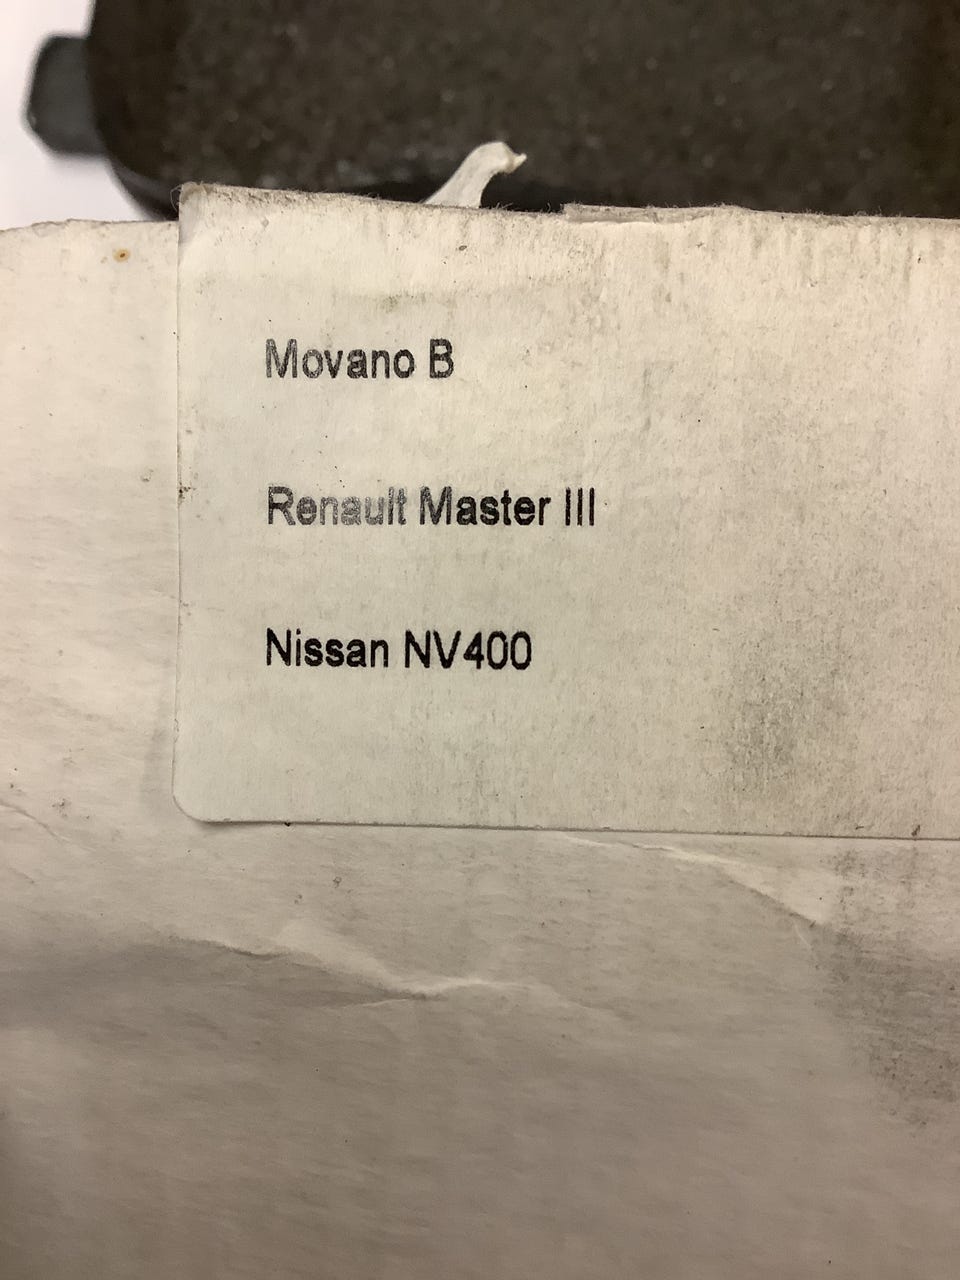 Movano B
Renault Master III
Nissan NV400